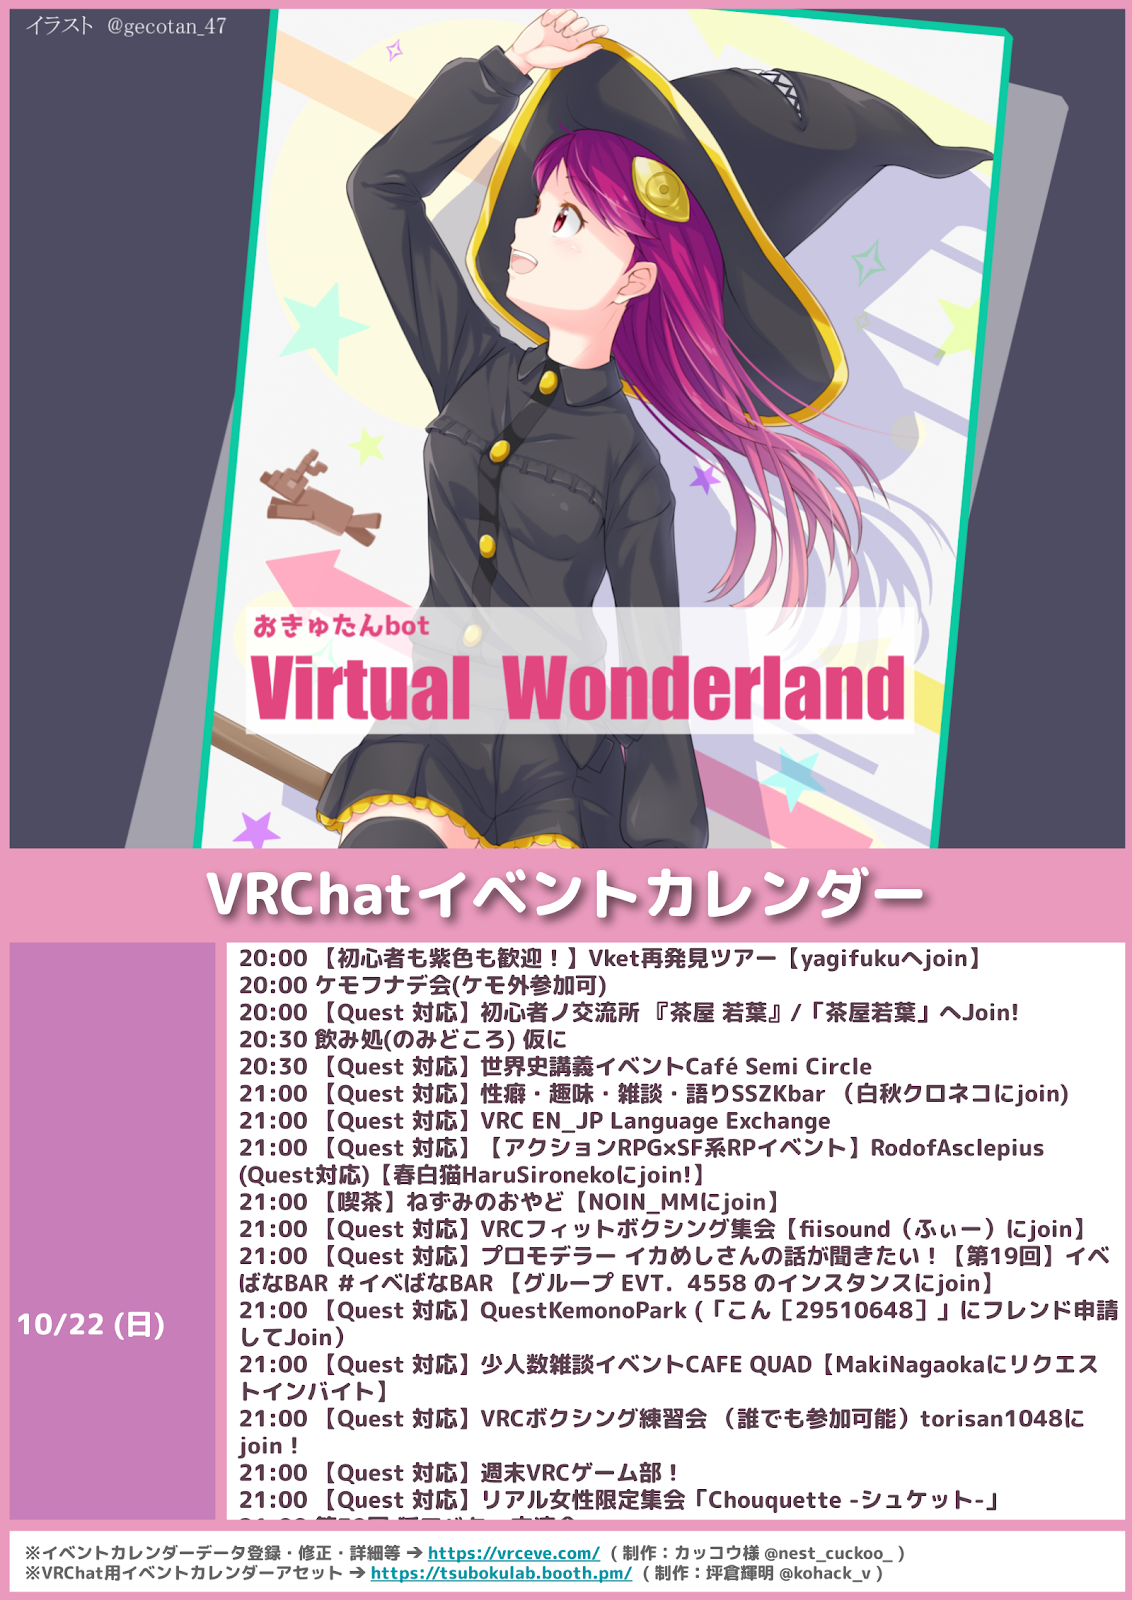 イラスト @gecotan_47
おきゅたんbot
Virtual Wonderland
VRChatイベントカレンダー
10/22 (日)
20:00 【初心者も紫色も歓迎！】Vket再発見ツアー【yagifukuへjoin】
20:00 ケモフナデ会(ケモ外参加可)
20:00 【Quest 対応】初心者ノ交流所 『茶屋 若葉』/「茶屋若葉」へJoin!
20:30 飲み処(のみどころ) 仮に
20:30 【Quest 対応】世界史講義イベントCafé Semi Circle
21:00 【Quest 対応】性癖・趣味・雑談・語りSSZKbar （白秋クロネコにjoin)
21:00 【Quest 対応】VRC EN_JP Language Exchange
21:00 【Quest 対応】【アクションRPG×SF系RPイベント】RodofAsclepius
(Quest対応)【春白猫HaruSironekoにjoin!】
21:00 【喫茶】ねずみのおやど【NOIN_MMにjoin】
21:00 【Quest 対応】VRCフィットボクシング集会【fiisound（ふぃー）にjoin】
21:00 【Quest 対応】プロモデラー イカめしさんの話が聞きたい！【第19回】イベ
ばなBAR ＃イベばなBAR 【グループ EVT．4558 のインスタンスにjoin】
21:00 【Quest 対応】QuestKemonoPark (「こん［29510648］」にフレンド申請
してJoin）
21:00 【Quest 対応】少人数雑談イベントCAFE QUAD【MakiNagaokaにリクエス
トインバイト】
21:00 【Quest 対応】VRCボクシング練習会 （誰でも参加可能）torisan1048に
join！
21:00 【Quest 対応】週末VRCゲーム部！
21:00 【Quest 対応】リアル女性限定集会「Chouquette -シュケット-」
※イベントカレンダーデータ登録・修正・詳細等 ➔ https://vrceve.com/ ( 制作：カッコウ様 @nest_cuckoo_ )
※VRChat用イベントカレンダーアセット ➔ https://tsubokulab.booth.pm/ ( 制作：坪倉輝明 @kohack_v )